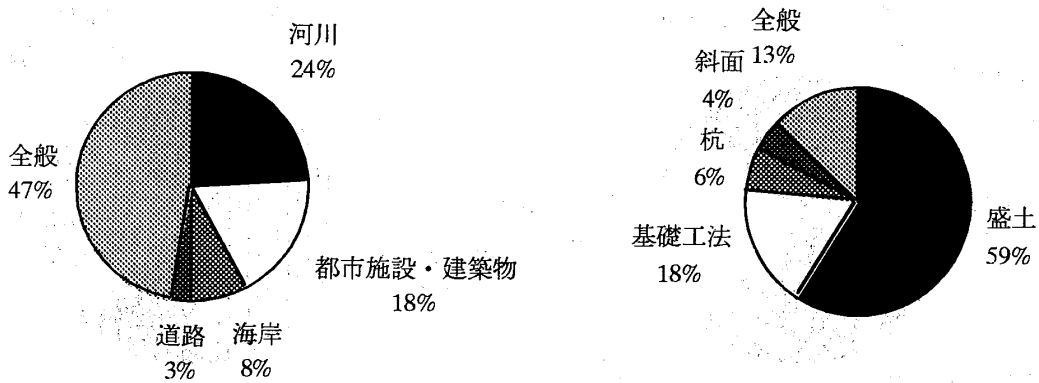 河川
24%
全般
47%
都市施設・建築物
18%
道路
3%
海岸
8%
全般
13%
斜面
4%
杭
6%
基礎工法
18%
盛土
59%